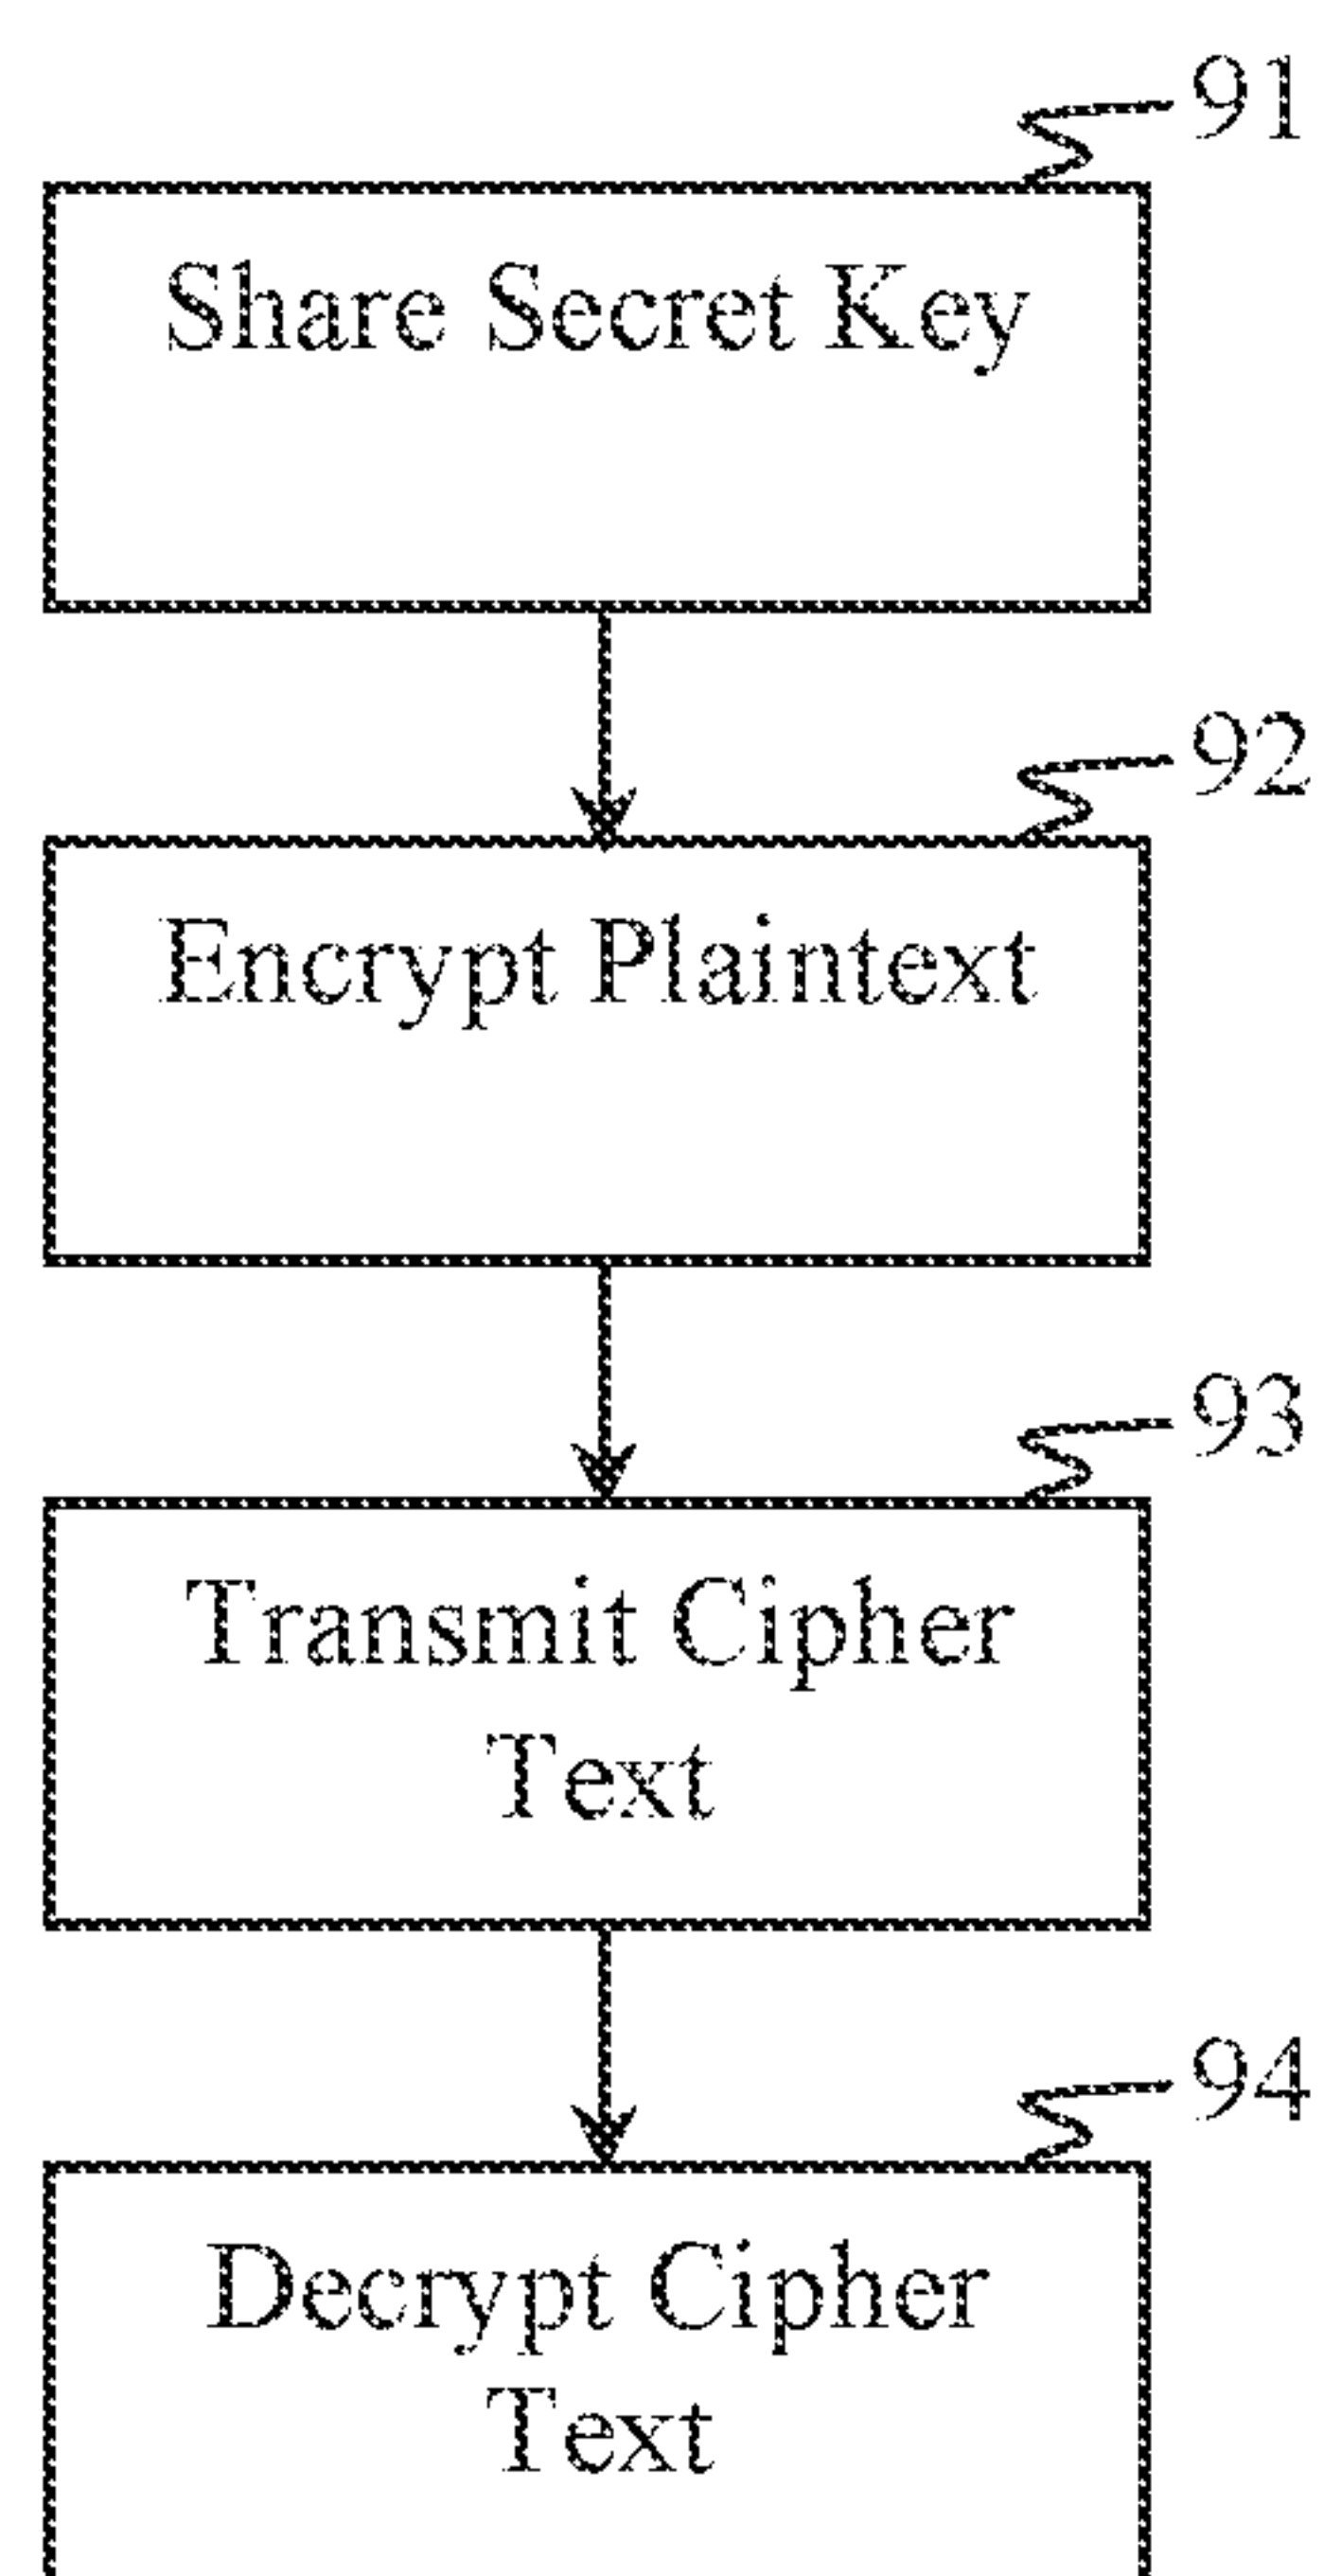 91
Share Secret Key
92
Encrypt Plaintext
93
Transmit Cipher
Text
94
Decrypt Cipher
Text